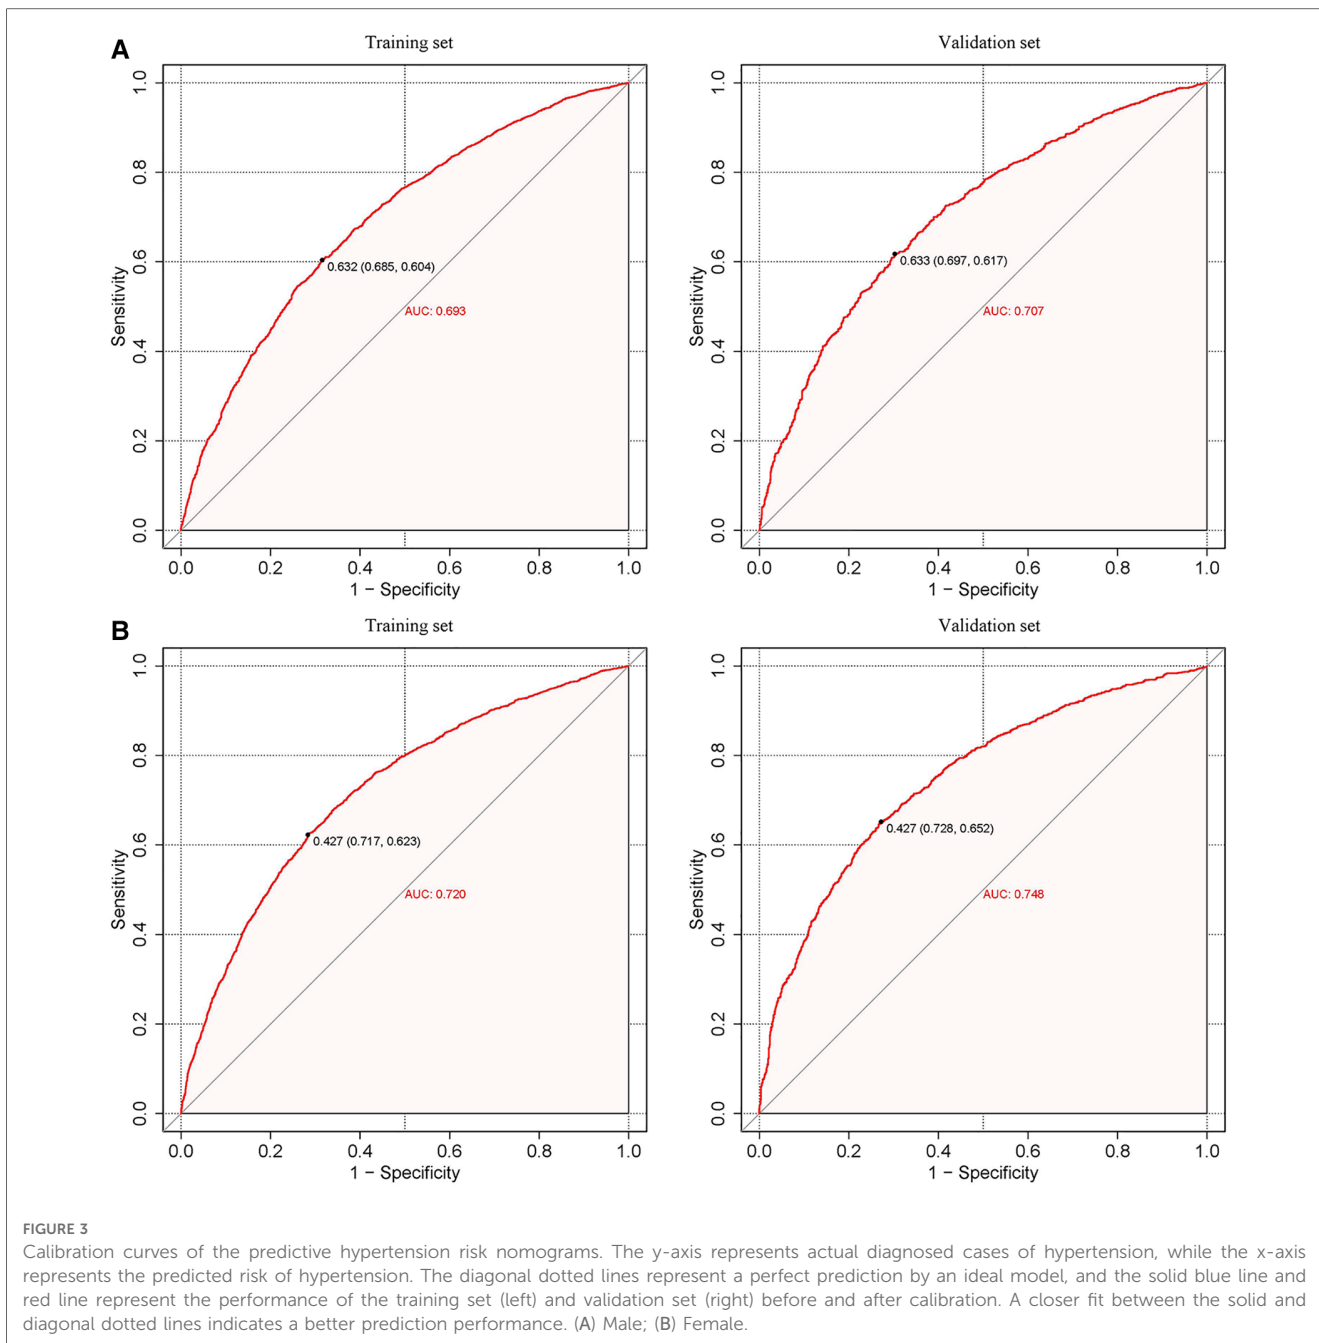 A
Training set
Validation set
1.0
0.8
0.6
0.4
0.2
0.0
Sensitivity
0.632 (0.685, 0.604)
AUC: 0.693
0.0 0.2 0.4 0.6 0.8 1.0
1 − Specificity
1.0
0.8
0.6
0.4
0.2
0.0
Sensitivity
0.633 (0.697, 0.617)
AUC: 0.707
0.0 0.2 0.4 0.6 0.8 1.0
1 − Specificity
B
Training set
Validation set
1.0
0.8
0.6
0.4
0.2
0.0
Sensitivity
0.427 (0.717, 0.623)
AUC: 0.720
0.0 0.2 0.4 0.6 0.8 1.0
1 − Specificity
1.0
0.8
0.6
0.4
0.2
0.0
Sensitivity
0.427 (0.728, 0.652)
AUC: 0.748
0.0 0.2 0.4 0.6 0.8 1.0
1 − Specificity
FIGURE 3
Calibration curves of the predictive hypertension risk nomograms. The y-axis represents actual diagnosed cases of hypertension, while the x-axis
represents the predicted risk of hypertension. The diagonal dotted lines represent a perfect prediction by an ideal model, and the solid blue line and
red line represent the performance of the training set (left) and validation set (right) before and after calibration. A closer fit between the solid and
diagonal dotted lines indicates a better prediction performance. (A) Male; (B) Female.